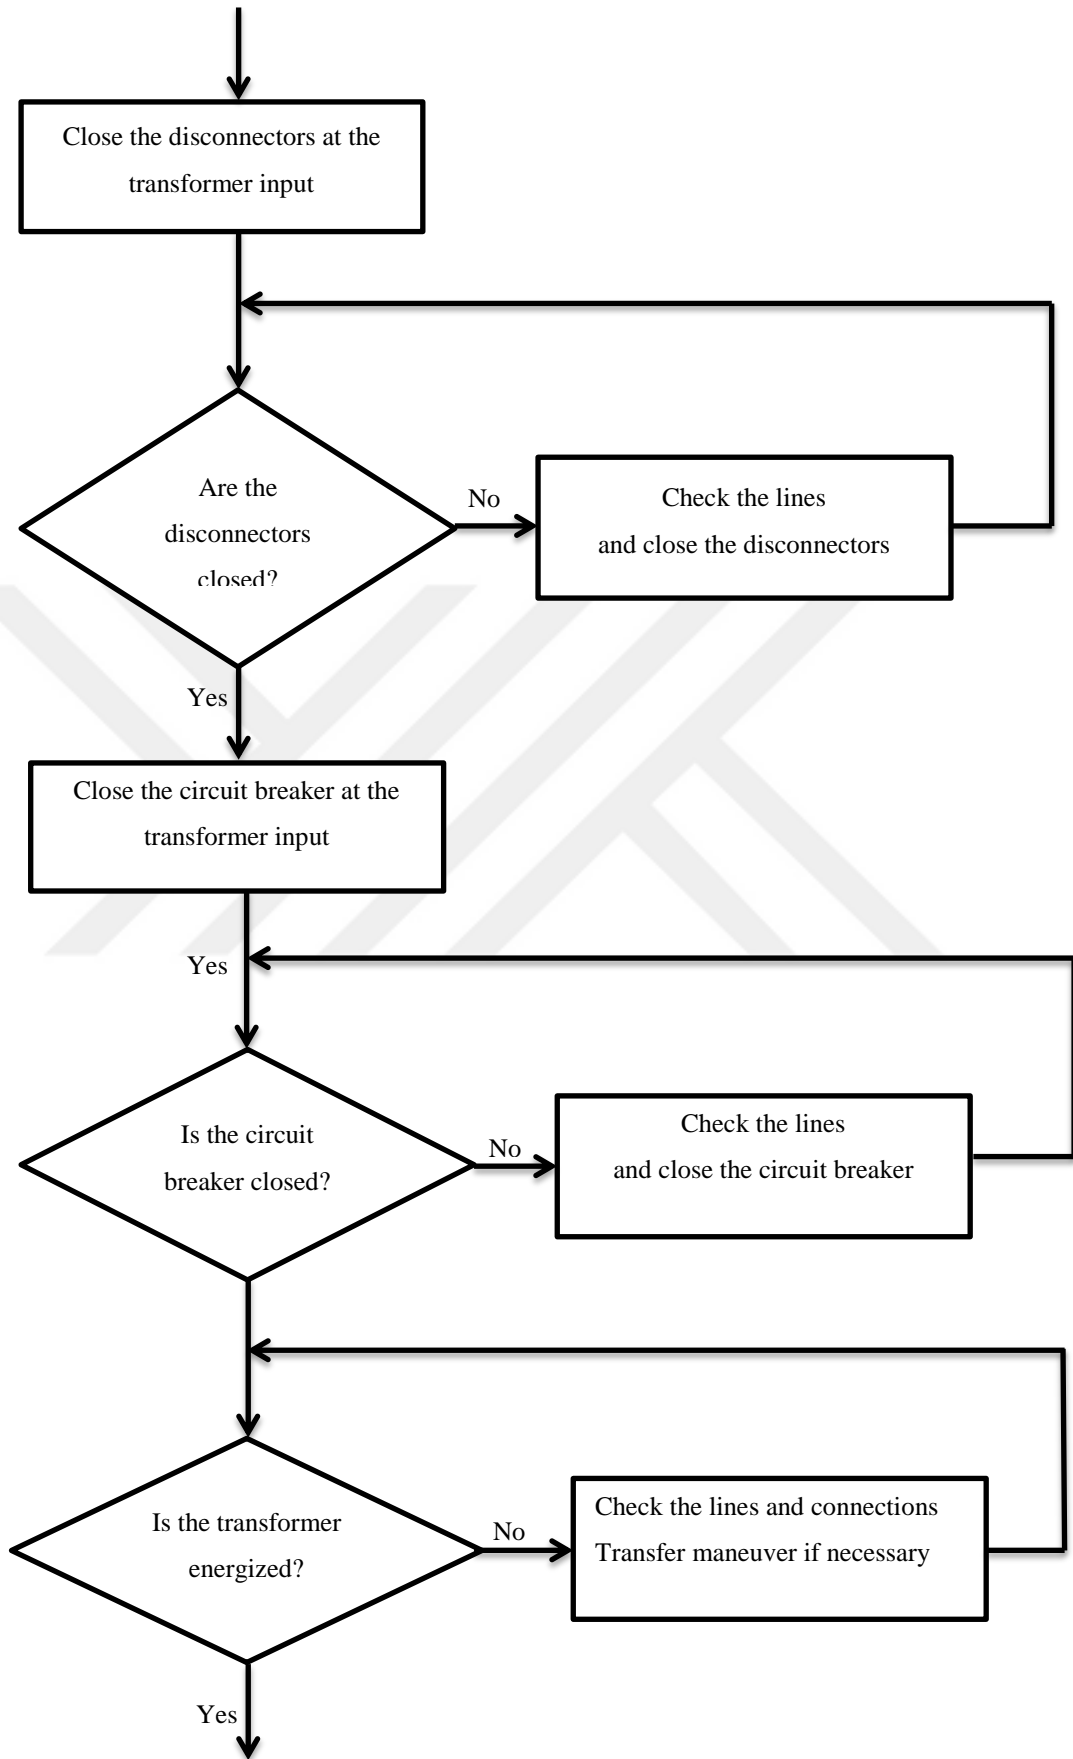 Close the disconnectors at the
transformer input
Are the
disconnectors
closed?
No
Check the lines
and close the disconnectors
Yes
Close the circuit breaker at the
transformer input
Yes
Is the circuit
breaker closed?
No
Check the lines
and close the circuit breaker
Is the transformer
energized?
No
Check the lines and connections
Transfer maneuver if necessary
Yes